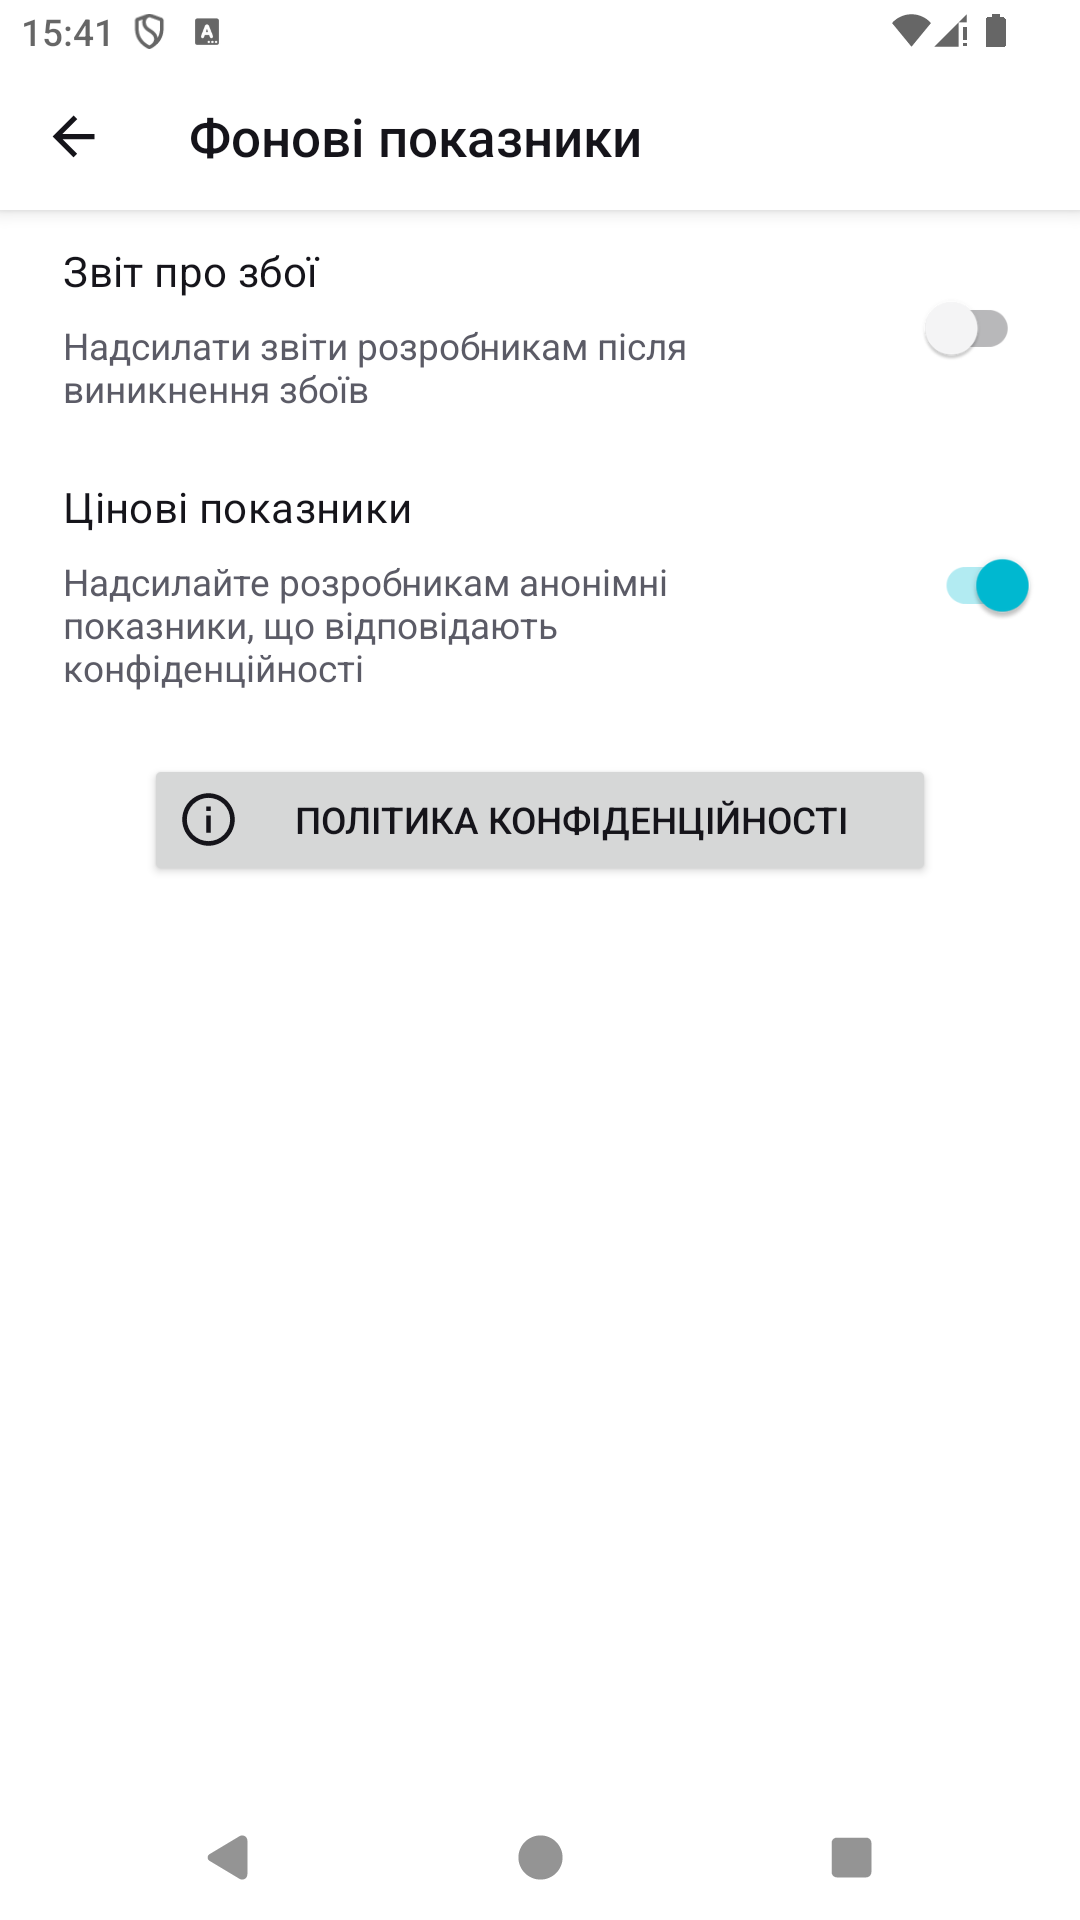 15:41
Фонові показники
Звіт про збої
Надсилати звіти розробникам після
виникнення збоїв
Цінові показники
Надсилайте розробникам анонімні
показники, що відповідають
конфіденційності
ПОЛІТИКА КОНФІДЕНЦІЙНОСТІ